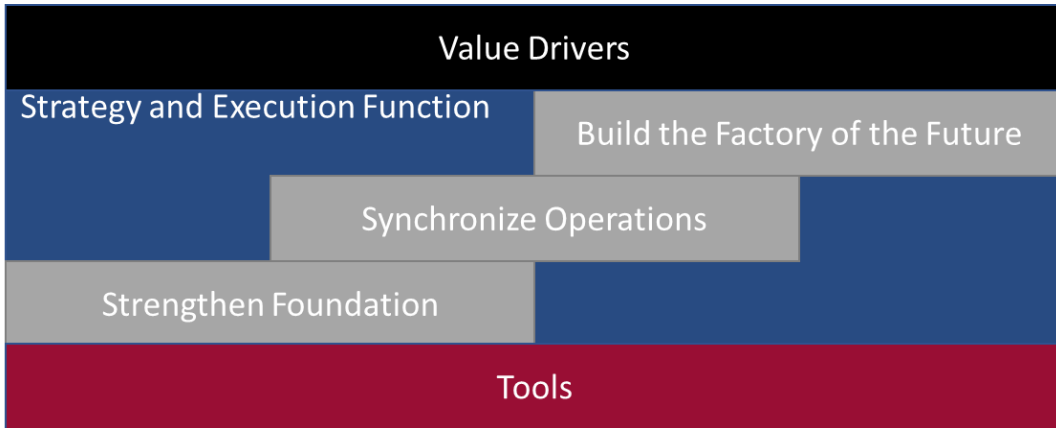 Value Drivers
Strategy and Execution Function
Build the Factory of the Future
Synchronize Operations
Strengthen Foundation
Tools